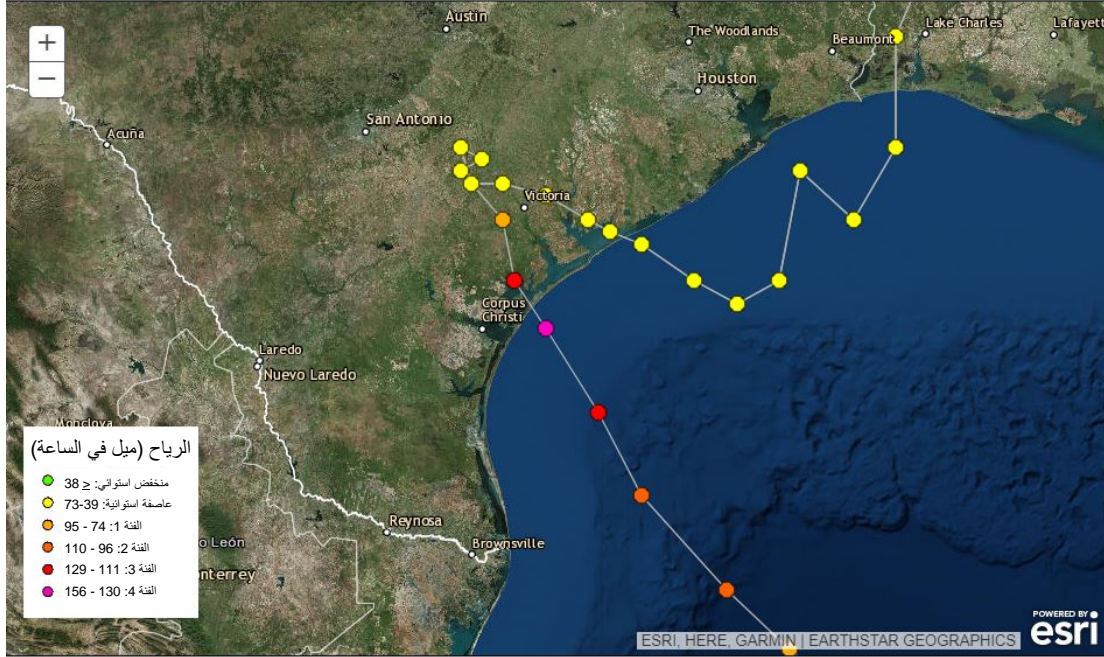 +
−
Austin
The Woodlands
Lake Charles
Lafayett
Beaumont
Houston
San Antonio
Acuña
Victoria
Corpus
Christi
Laredo
Nuevo Laredo
Monclova
الرياح (ميل في الساعة)
منخفض استوائي: ≤ 38
عاصفة استوائية: 39-73
الفئة 1: 74 - 95
الفئة 2: 96 - 110
الفئة 3: 111 - 129
الفئة 4: 130 - 156
Reynosa
o León
Brownsville
onterrey
ESRI, HERE, GARMIN | EARTHSTAR GEOGRAPHICS
POWERED BY
esri